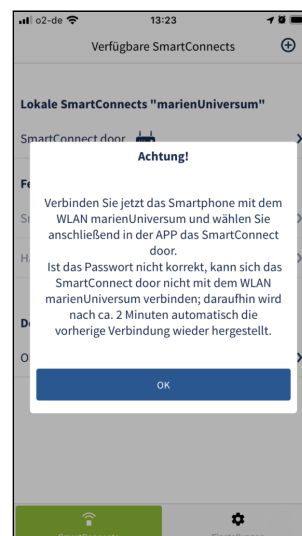 o2-de 13:23
Verfügbare SmartConnects
Lokale SmartConnects "marienUniversum"
SmartConnect door
Achtung!
Verbinden Sie jetzt das Smartphone mit dem
WLAN marienUniversum und wählen Sie
anschließend in der APP das SmartConnect
door.
Ist das Passwort nicht korrekt, kann sich das
SmartConnect door nicht mit dem WLAN
marienUniversum verbinden; daraufhin wird
nach ca. 2 Minuten automatisch die
vorherige Verbindung wieder hergestellt.
OK
SmartConnects
Einstellungen